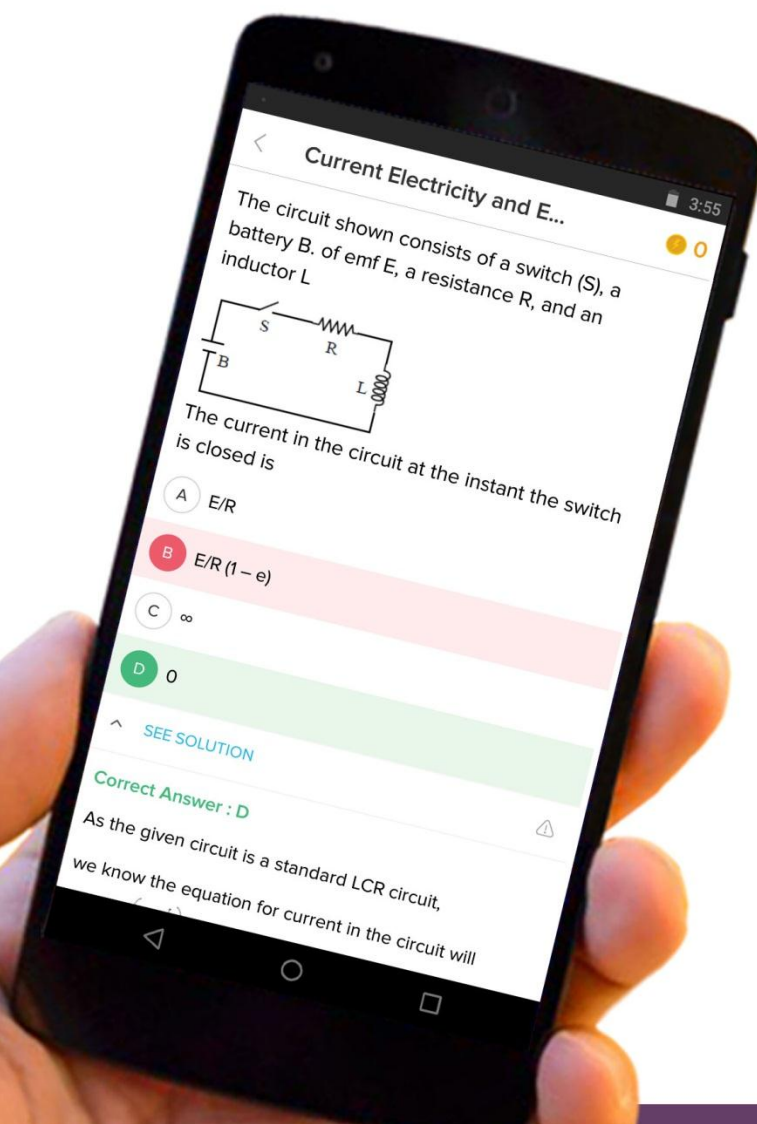 3:55
Current Electricity and E...
0
The circuit shown consists of a switch (S), a
battery B. of emf E, a resistance R, and an
inductor L
S
R
B
L
The current in the circuit at the instant the switch
is closed is
A E/R
B E/R (1 – e)
C ∞
D 0
SEE SOLUTION
Correct Answer : D
As the given circuit is a standard LCR circuit,
we know the equation for current in the circuit will